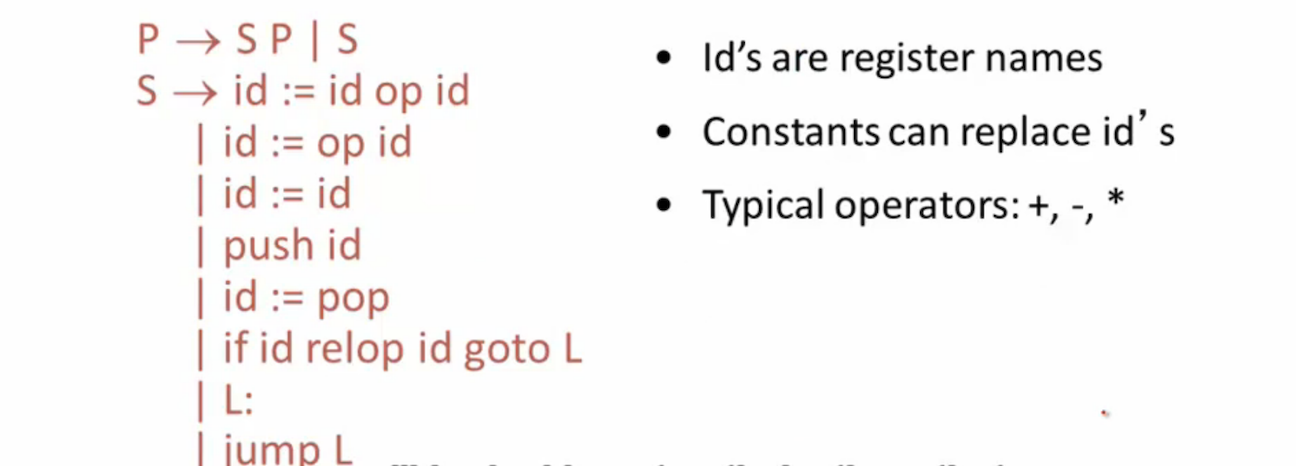 P → S P | S
S → id := id op id
| id := op id
| id := id
| push id
| id := pop
| if id relop id goto L
| L:
| jump L
• Id’s are register names
• Constants can replace id’ s
• Typical operators: +, -, *